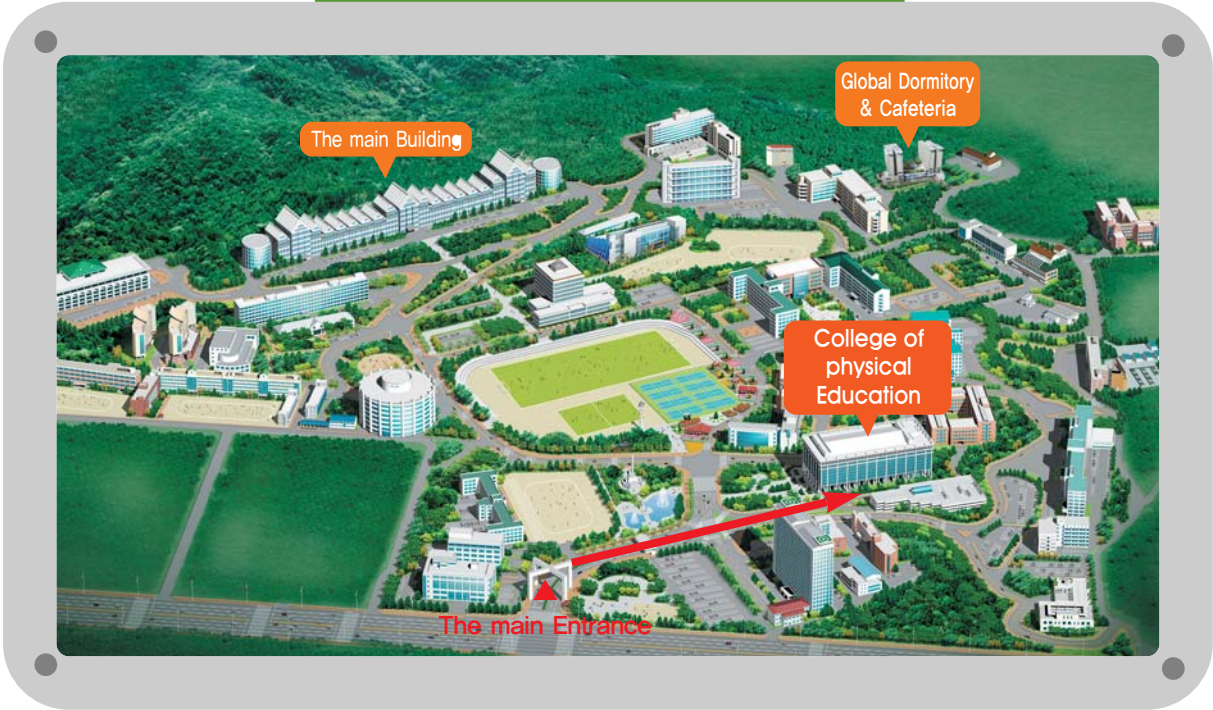 Global Dormitory
& Cafeteria
The main Building
College of
physical
Education
The main Entrance